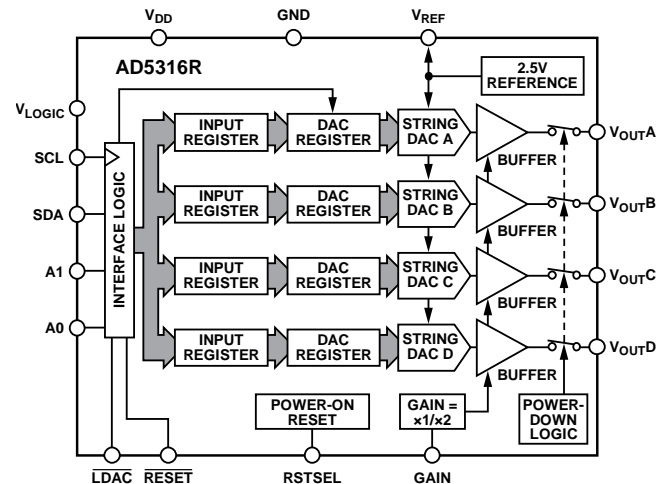 VDD GND VREF
AD5316R
2.5V
REFERENCE
VLOGIC
SCL
SDA
A1
A0
INTERFACE LOGIC
INPUT
REGISTER
DAC
REGISTER
STRING
DAC A
BUFFER
VOUTA
INPUT
REGISTER
DAC
REGISTER
STRING
DAC B
BUFFER
VOUTB
INPUT
REGISTER
DAC
REGISTER
STRING
DAC C
BUFFER
VOUTC
INPUT
REGISTER
DAC
REGISTER
STRING
DAC D
BUFFER
VOUTD
POWER-ON
RESET
GAIN =
×1/×2
POWER-
DOWN
LOGIC
LDAC RESET RSTSEL GAIN